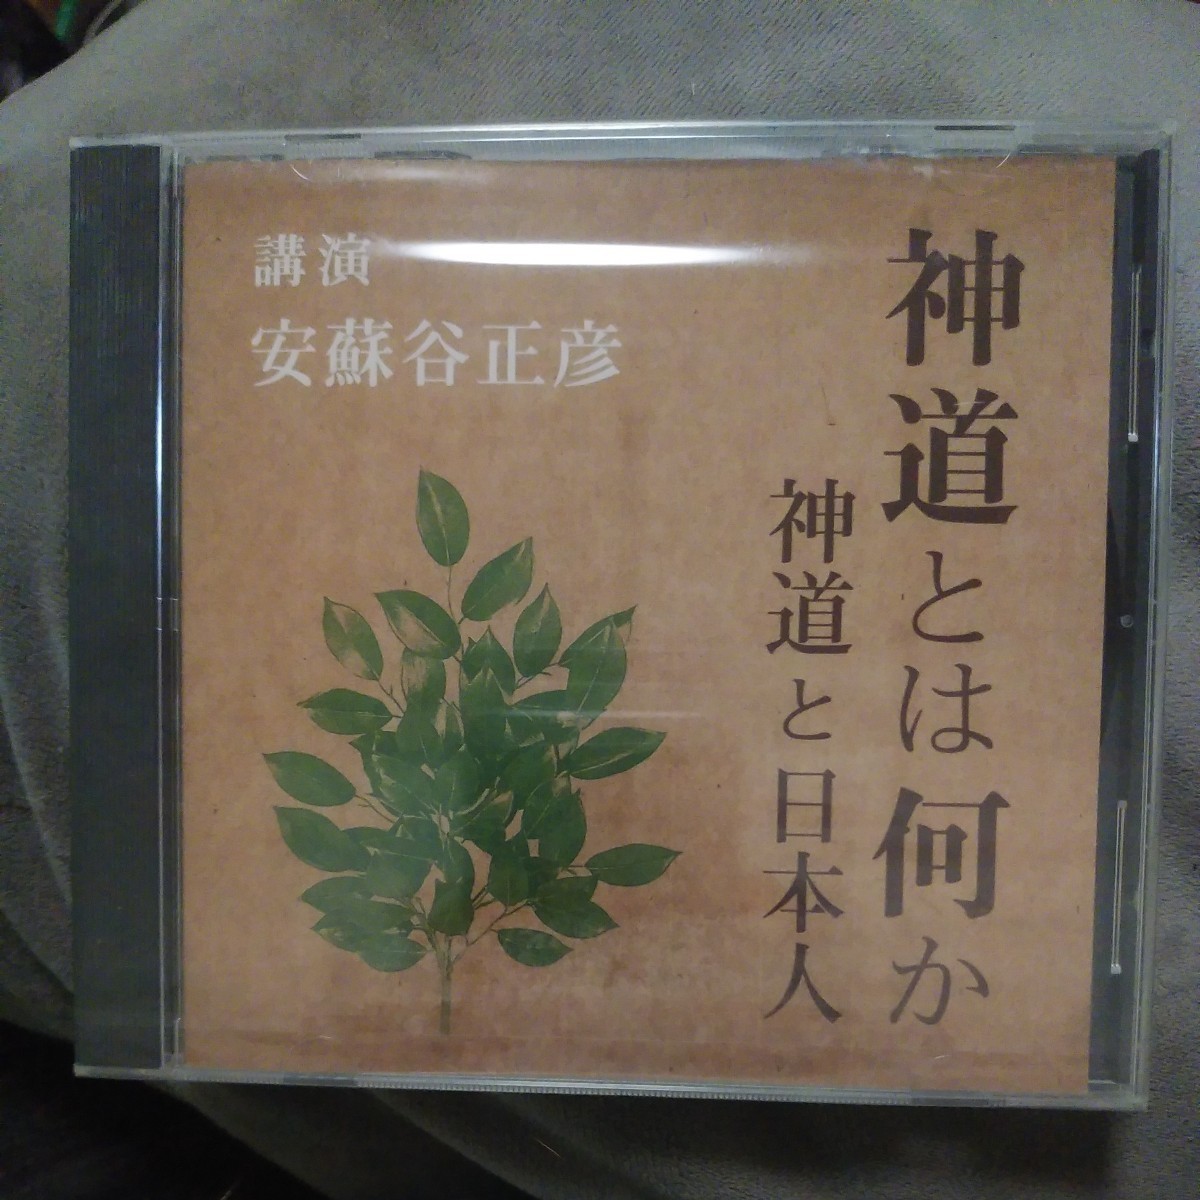 神道とは何か
神道と日本人
講演
安蘇谷正彦